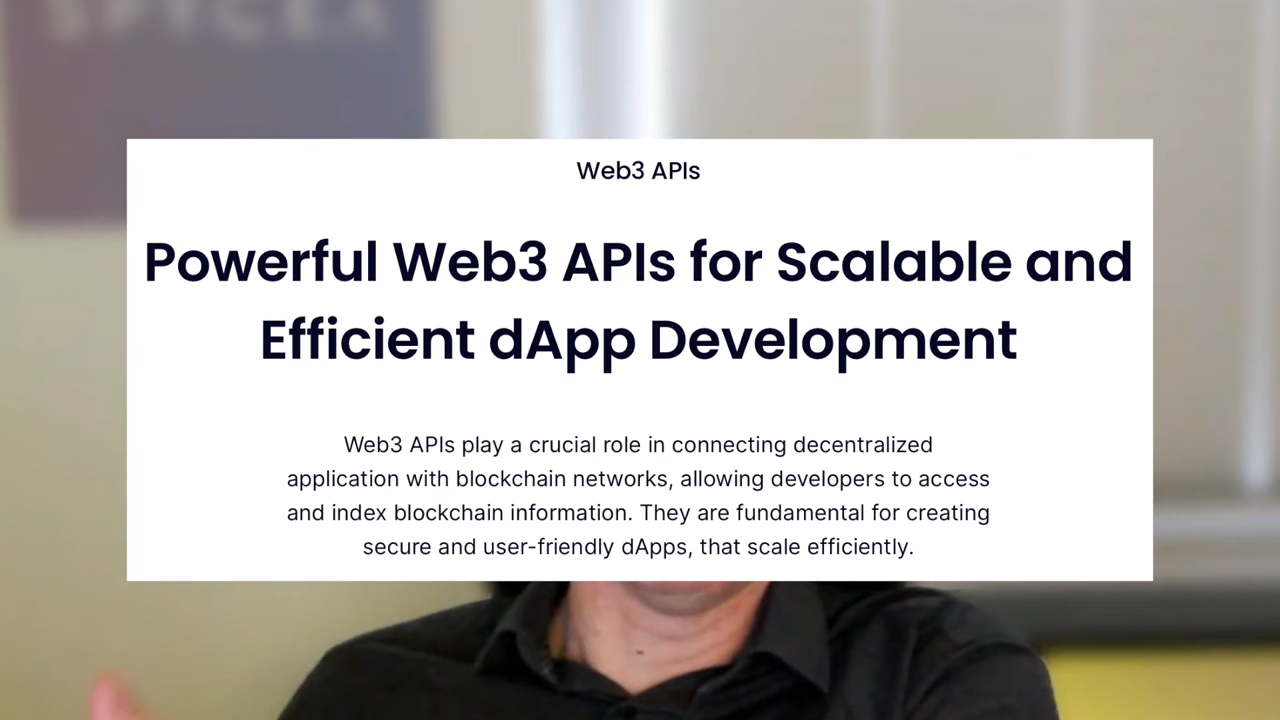 Web3 APIs
Powerful Web3 APIs for Scalable and
Efficient dApp Development
Web3 APIs play a crucial role in connecting decentralized
application with blockchain networks, allowing developers to access
and index blockchain information. They are fundamental for creating
secure and user-friendly dApps, that scale efficiently.